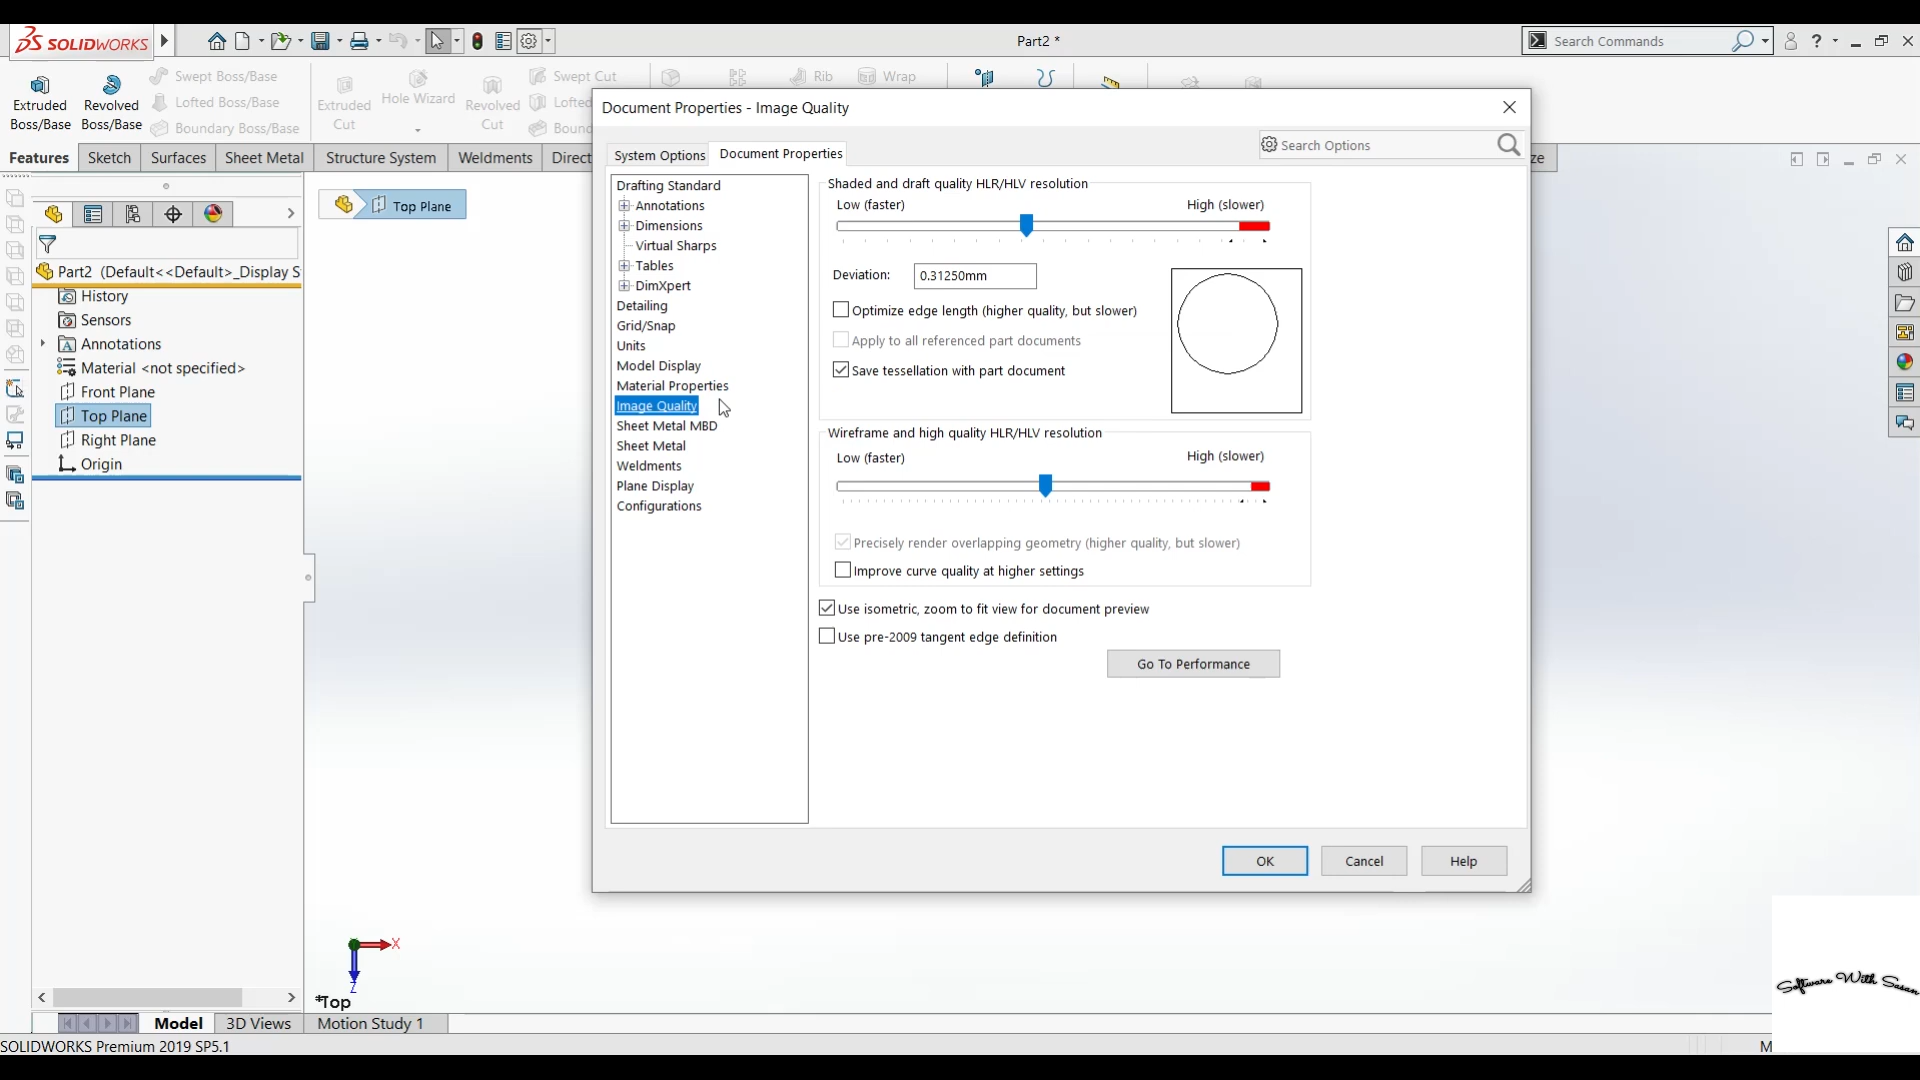 SOLIDWORKS
Part2 *
Search Commands
?
Extruded Boss/Base
Revolved Boss/Base
Swept Boss/Base
Lofted Boss/Base
Boundary Boss/Base
Extruded Cut
Hole Wizard
Revolved Cut
Swept Cut
Lofted
Bound
Rib
Wrap
Features
Sketch
Surfaces
Sheet Metal
Structure System
Weldments
Direct
ze
Top Plane
Part2 (Default<<Default>_Display S
History
Sensors
Annotations
Material <not specified>
Front Plane
Top Plane
Right Plane
Origin
Document Properties - Image Quality
System Options
Document Properties
Search Options
Drafting Standard
Annotations
Dimensions
Virtual Sharps
Tables
DimXpert
Detailing
Grid/Snap
Units
Model Display
Material Properties
Image Quality
Sheet Metal MBD
Sheet Metal
Weldments
Plane Display
Configurations
Shaded and draft quality HLR/HLV resolution
Low (faster)
High (slower)
Deviation:
0.31250mm
Optimize edge length (higher quality, but slower)
Apply to all referenced part documents
Save tessellation with part document
Wireframe and high quality HLR/HLV resolution
Low (faster)
High (slower)
Precisely render overlapping geometry (higher quality, but slower)
Improve curve quality at higher settings
Use isometric, zoom to fit view for document preview
Use pre-2009 tangent edge definition
Go To Performance
OK
Cancel
Help
X
Z
*Top
Model
3D Views
Motion Study 1
SOLIDWORKS Premium 2019 SP5.1
M
Software With Sasan